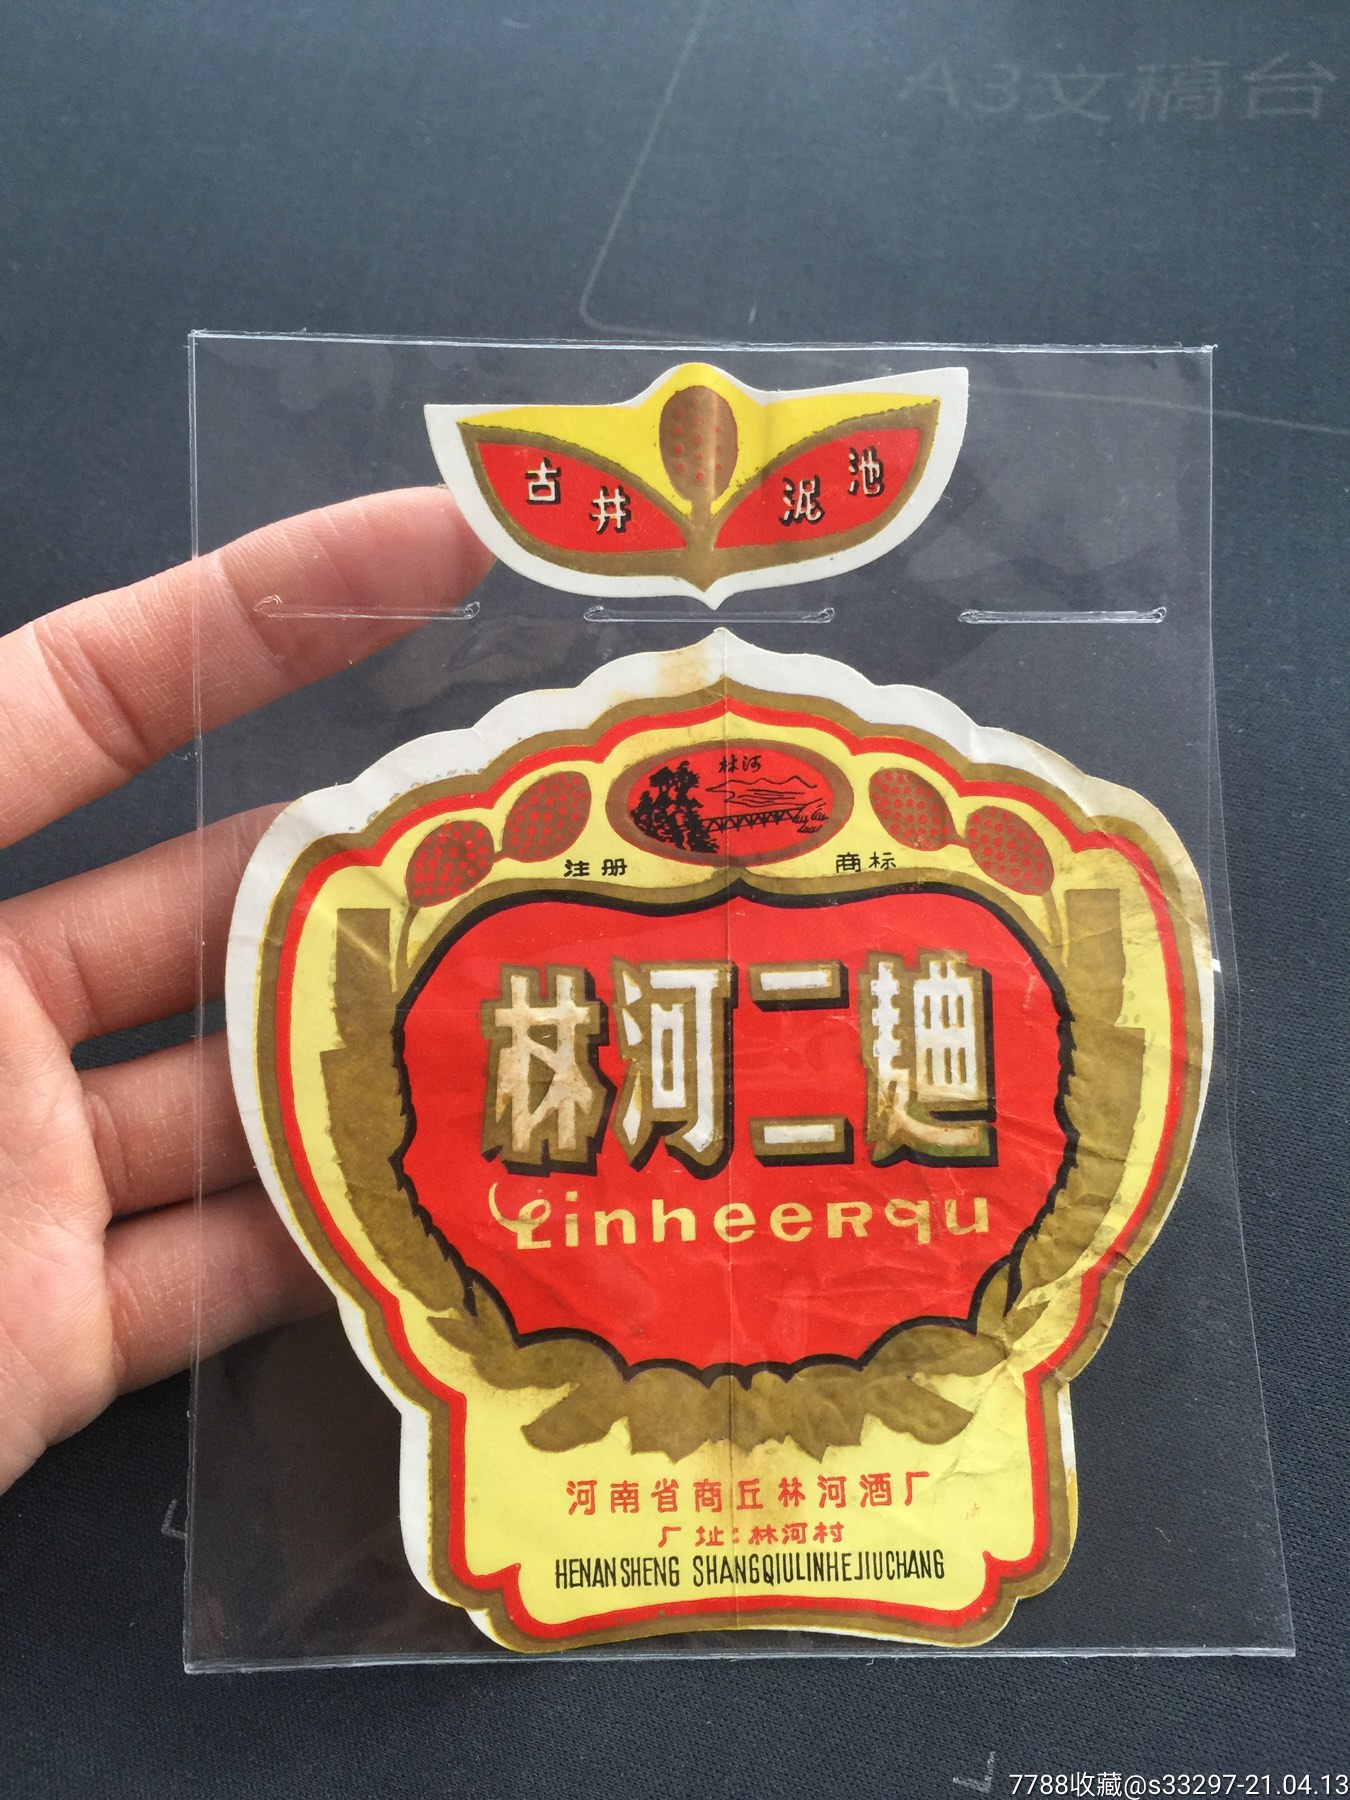 A3文稿台
古井 泥池
林河
注册 商标
林河二麯
LinheeRqu
河南省商丘林河酒厂
厂址:林河村
HENANSHENG SHANGQIULINHEJIUCHANG
7788收藏@s33297-21.04.13